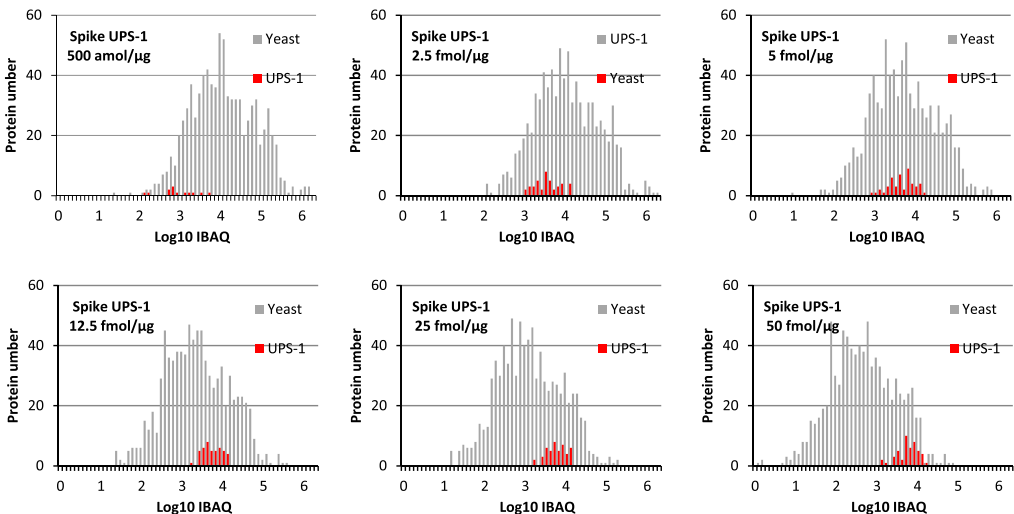 Spike UPS-1
500 amol/µg
Yeast
UPS-1
Protein umber
60
40
20
0
0 1 2 3 4 5 6
Log10 IBAQ
Spike UPS-1
2.5 fmol/µg
UPS-1
Yeast
Protein umber
60
40
20
0
0 1 2 3 4 5 6
Log10 IBAQ
Spike UPS-1
5 fmol/µg
Yeast
UPS-1
Protein umber
60
40
20
0
0 1 2 3 4 5 6
Log10 IBAQ
Spike UPS-1
12.5 fmol/µg
Yeast
UPS-1
Protein umber
60
40
20
0
0 1 2 3 4 5 6
Log10 IBAQ
Spike UPS-1
25 fmol/µg
Yeast
UPS-1
Protein umber
60
40
20
0
0 1 2 3 4 5 6
Log10 IBAQ
Spike UPS-1
50 fmol/µg
Yeast
UPS-1
Protein umber
60
40
20
0
0 1 2 3 4 5 6
Log10 IBAQ